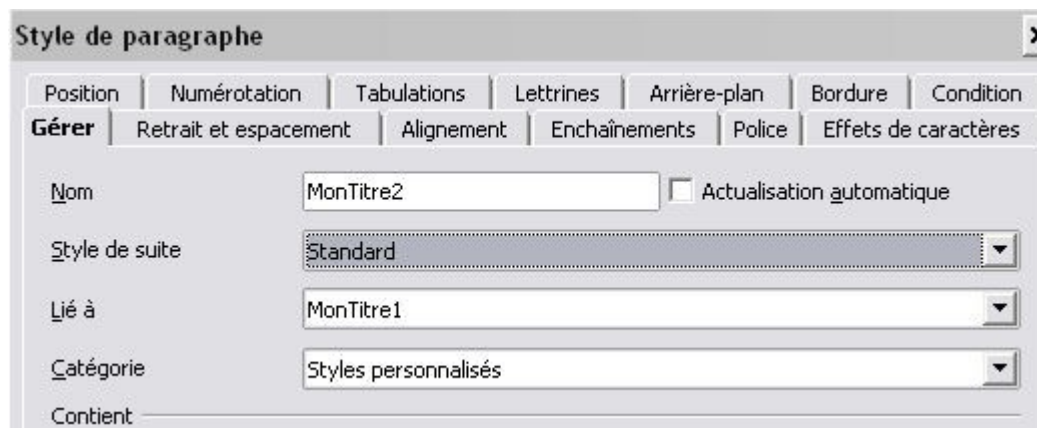 Style de paragraphe
Position Numérotation Tabulations Lettrines Arrière-plan Bordure Condition
Gérer Retrait et espacement Alignement Enchaînements Police Effets de caractères
Nom MonTitre2 Actualisation automatique
Style de suite Standard
Lié à MonTitre1
Catégorie Styles personnalisés
Contient